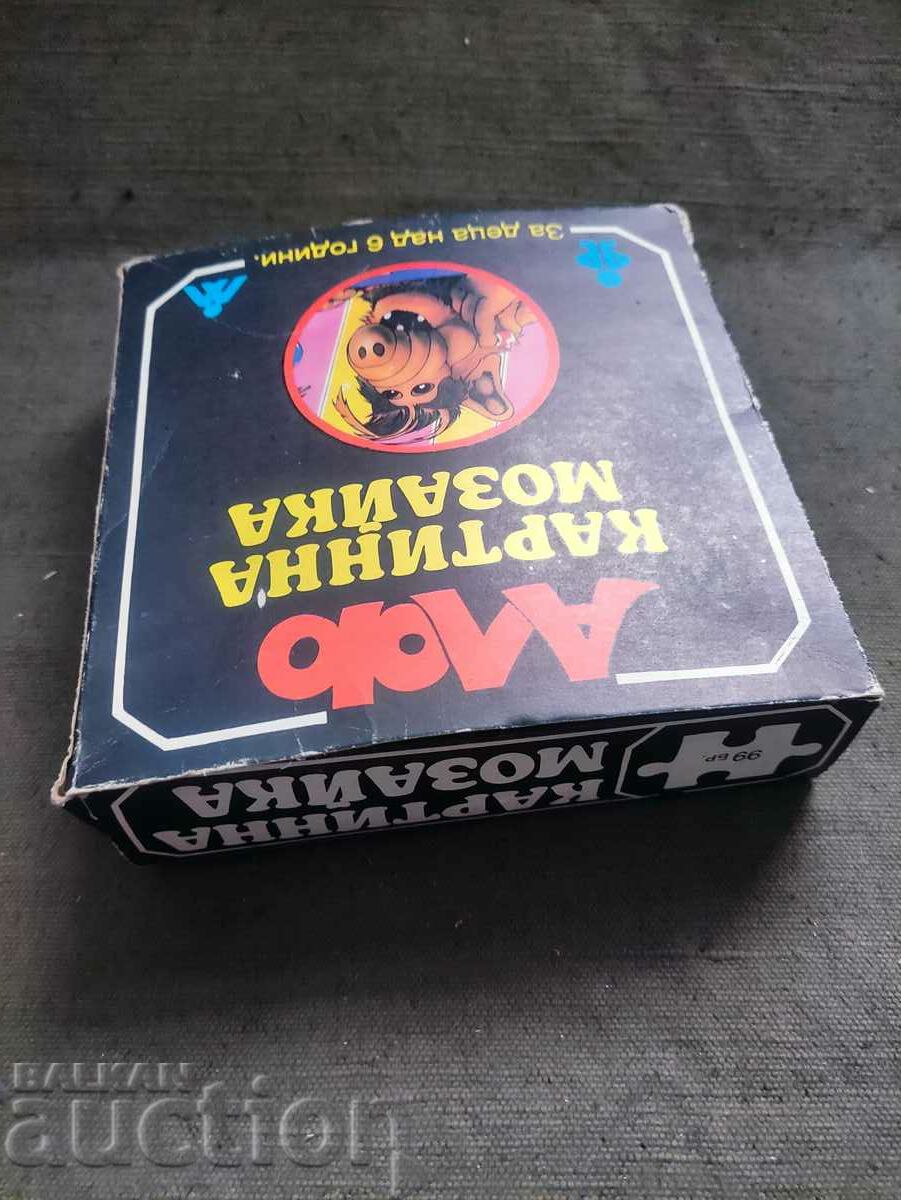 За деца над 6 години.
АЛФ
КАРТИННА
МОЗАЙКА
99 БР.
КАРТИННА
МОЗАЙКА
BALKAN
auction